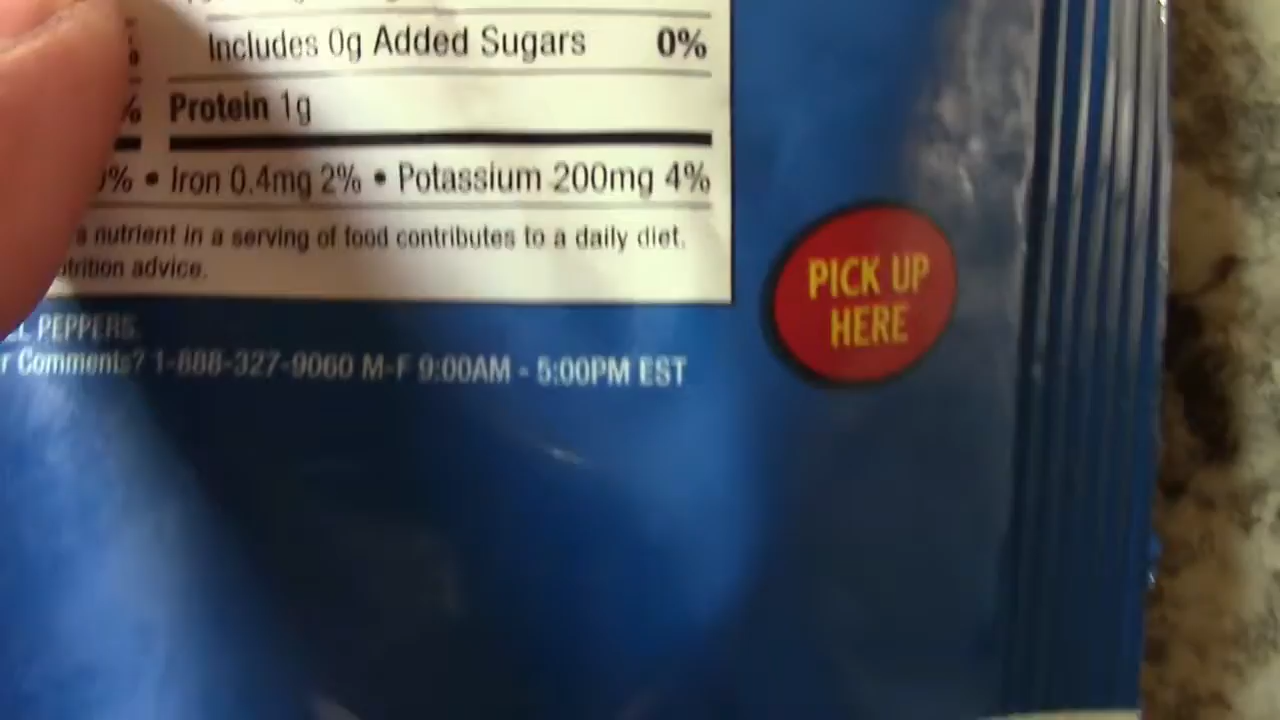 Includes 0g Added Sugars 0%
% Protein 1g
% • Iron 0.4mg 2% • Potassium 200mg 4%
s nutrient in a serving of food contributes to a daily diet.
advice.
PICK UP
HERE
PEPPERS.
r Comments? 1-888-327-9060 M-F 9:00AM - 5:00PM EST